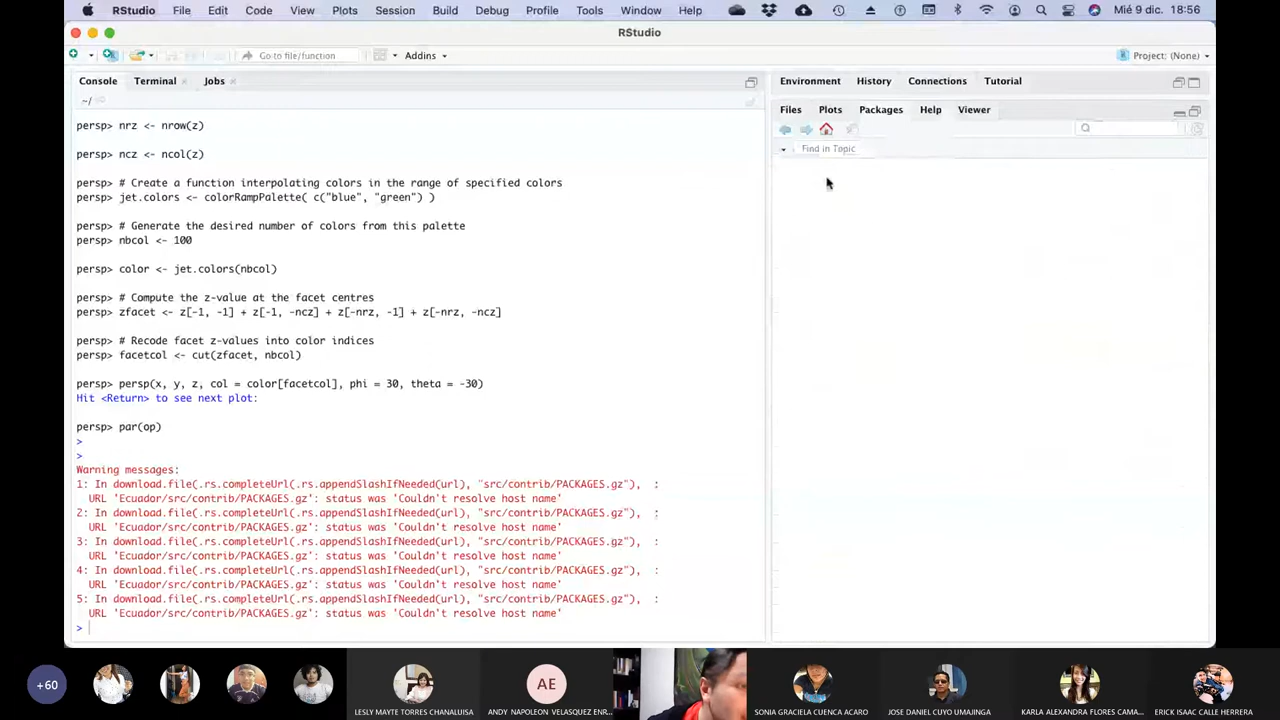 RStudio File Edit Code View Plots Session Build Debug Profile Tools Window Help Mié 9 dic. 18:56
RStudio
Go to file/function Addins Project: (None)
Console Terminal Jobs
~/
persp> nrz <- nrow(z)
persp> ncz <- ncol(z)
persp> # Create a function interpolating colors in the range of specified colors
persp> jet.colors <- colorRampPalette( c("blue", "green") )
persp> # Generate the desired number of colors from this palette
persp> nbcol <- 100
persp> color <- jet.colors(nbcol)
persp> # Compute the z-value at the facet centres
persp> zfacet <- z[-1, -1] + z[-1, -ncz] + z[-nrz, -1] + z[-nrz, -ncz]
persp> # Recode facet z-values into color indices
persp> facetcol <- cut(zfacet, nbcol)
persp> persp(x, y, z, col = color[facetcol], phi = 30, theta = -30)
Hit <Return> to see next plot:
persp> par(op)
>
>
Warning messages:
1: In download.file(.rs.completeUrl(.rs.appendSlashIfNeeded(url), "src/contrib/PACKAGES.gz"),  :
URL 'Ecuador/src/contrib/PACKAGES.gz': status was 'Couldn't resolve host name'
2: In download.file(.rs.completeUrl(.rs.appendSlashIfNeeded(url), "src/contrib/PACKAGES.gz"),  :
URL 'Ecuador/src/contrib/PACKAGES.gz': status was 'Couldn't resolve host name'
3: In download.file(.rs.completeUrl(.rs.appendSlashIfNeeded(url), "src/contrib/PACKAGES.gz"),  :
URL 'Ecuador/src/contrib/PACKAGES.gz': status was 'Couldn't resolve host name'
4: In download.file(.rs.completeUrl(.rs.appendSlashIfNeeded(url), "src/contrib/PACKAGES.gz"),  :
URL 'Ecuador/src/contrib/PACKAGES.gz': status was 'Couldn't resolve host name'
5: In download.file(.rs.completeUrl(.rs.appendSlashIfNeeded(url), "src/contrib/PACKAGES.gz"),  :
URL 'Ecuador/src/contrib/PACKAGES.gz': status was 'Couldn't resolve host name'
>
Environment History Connections Tutorial
Files Plots Packages Help Viewer
Find in Topic
+60
LESLY MAYTE TORRES CHANALUISA
AE
ANDY NAPOLEON VELASQUEZ ENR...
SONIA GRACIELA CUENCA ACARO
JOSE DANIEL CUYO UMAJINGA
KARLA ALEXANDRA FLORES CAMA...
ERICK ISAAC CALLE HERRERA